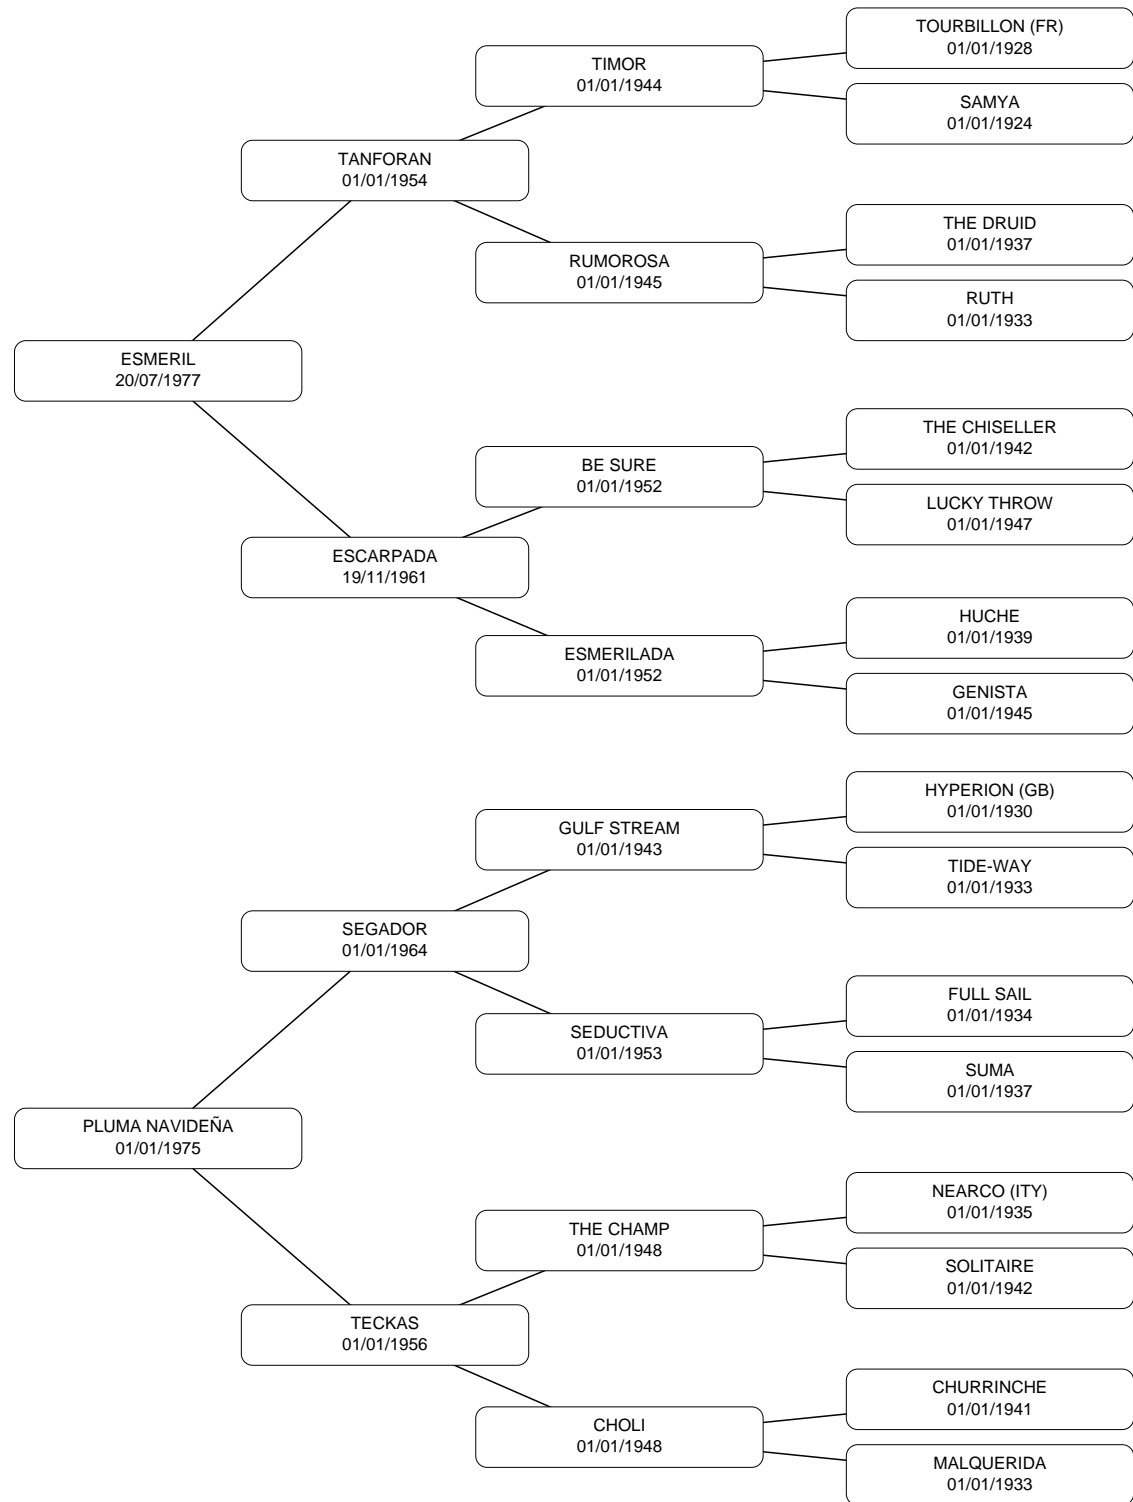 TOURBILLON (FR)
01/01/1928
TIMOR
01/01/1944
SAMYA
01/01/1924
TANFORAN
01/01/1954
THE DRUID
01/01/1937
RUMOROSA
01/01/1945
RUTH
01/01/1933
ESMERIL
20/07/1977
THE CHISELLER
01/01/1942
BE SURE
01/01/1952
LUCKY THROW
01/01/1947
ESCARPADA
19/11/1961
HUCHE
01/01/1939
ESMERILADA
01/01/1952
GENISTA
01/01/1945
HYPERION (GB)
01/01/1930
GULF STREAM
01/01/1943
TIDE-WAY
01/01/1933
SEGADOR
01/01/1964
FULL SAIL
01/01/1934
SEDUCTIVA
01/01/1953
SUMA
01/01/1937
PLUMA NAVIDEÑA
01/01/1975
NEARCO (ITY)
01/01/1935
THE CHAMP
01/01/1948
SOLITAIRE
01/01/1942
TECKAS
01/01/1956
CHURRINCHE
01/01/1941
CHOLI
01/01/1948
MALQUERIDA
01/01/1933